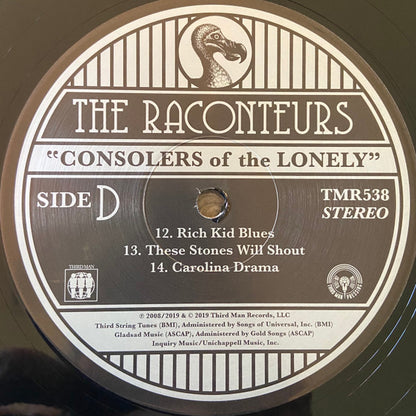 THE RACONTEURS
“CONSOLERS of the LONELY”
SIDE D
TMR538
STEREO
12. Rich Kid Blues
13. These Stones Will Shout
14. Carolina Drama
THIRD MAN
℗ 2008/2019 & © 2019 Third Man Records, LLC
Third String Tunes (BMI), Administered by Songs of Universal, Inc. (BMI)
Gladsad Music (ASCAP), Administered by Gold Songs (ASCAP)
Inquiry Music/Unichappell Music, Inc.